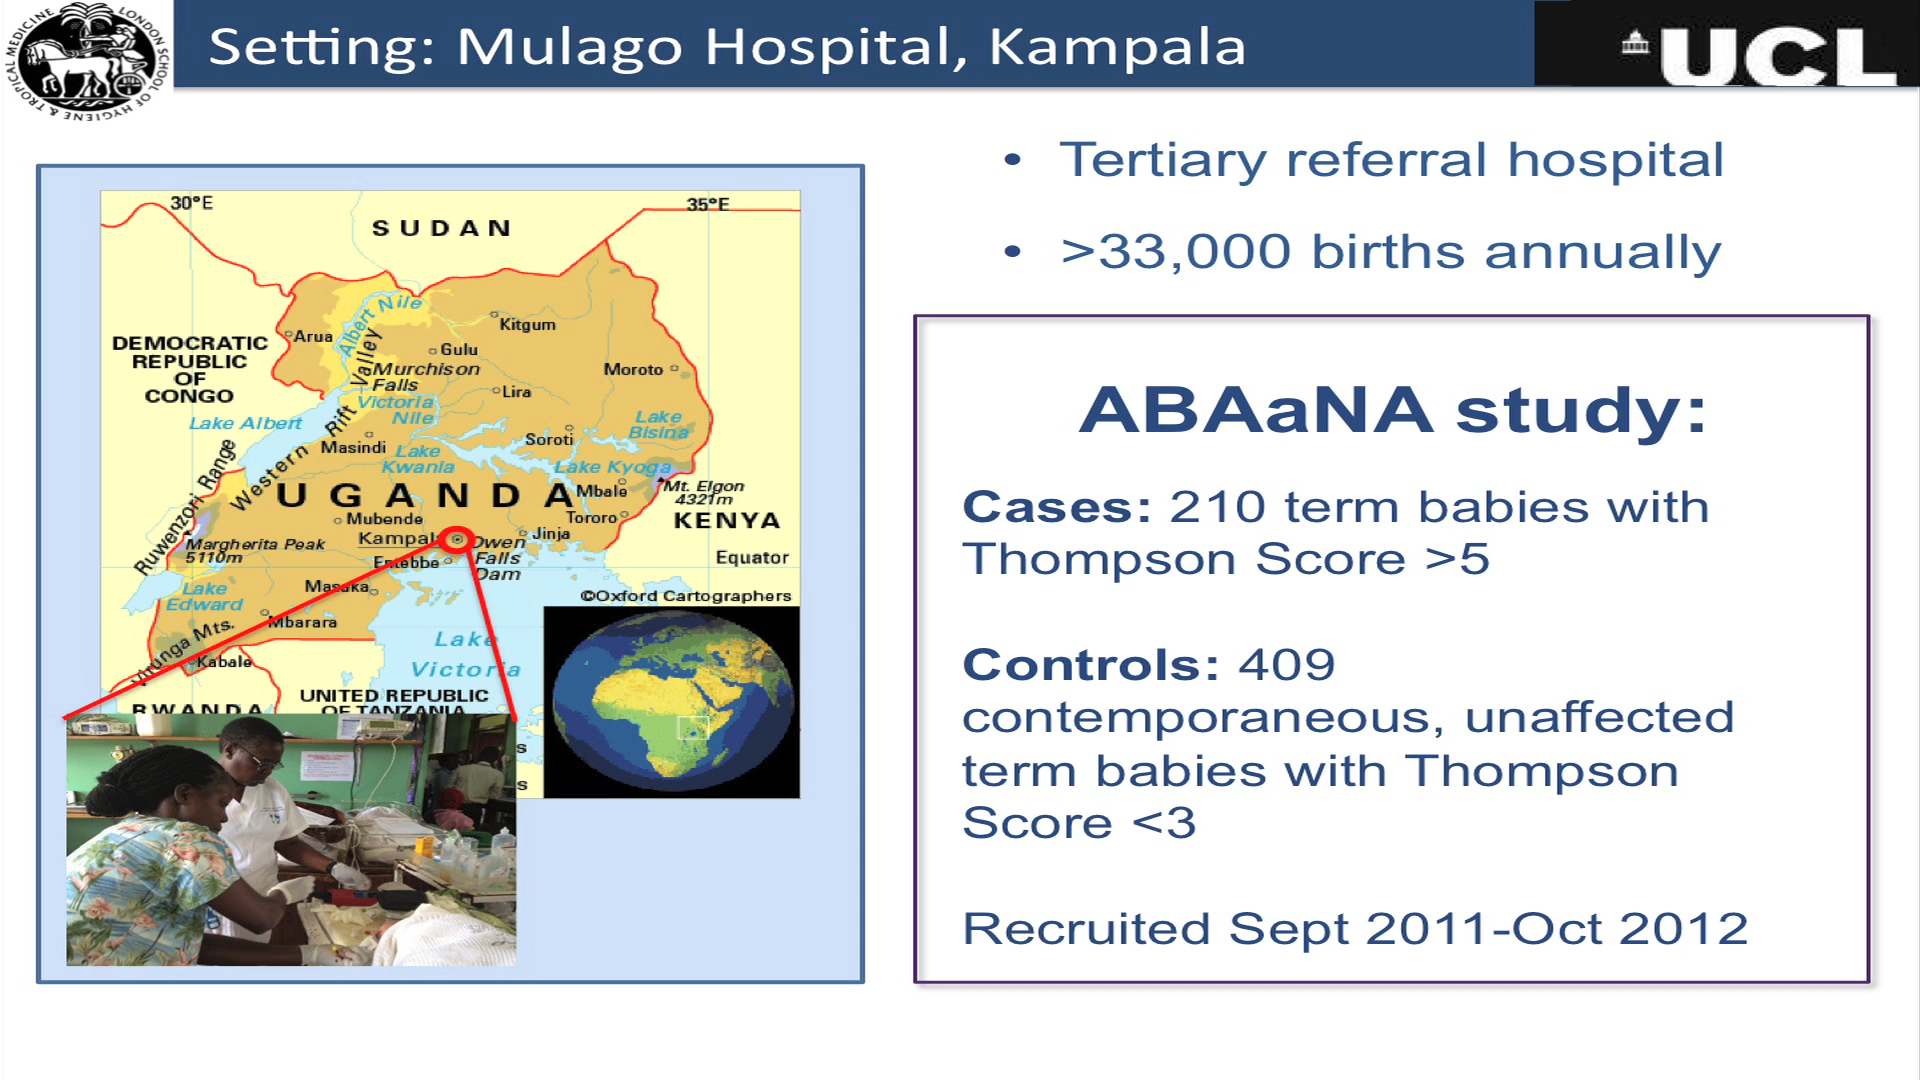 LONDON SCHOOL OF HYGIENE & TROPICAL MEDICINE
Setting: Mulago Hospital, Kampala
UCL
30°E
35°E
SUDAN
Albert Nile
Kitgum
Arua
Gulu
DEMOCRATIC
REPUBLIC
OF
CONGO
Murchison
Falls
Moroto
Lira
Victoria
Nile
Lake Albert
Lake
Bisina
Western Rift Valley
Soroti
Masindi
Lake
Kwania
Lake Kyoga
Ruwenzori Range
UGANDA
Mbale
Mt. Elgon
4321m
Mubende
Tororo
KENYA
Kampala
Jinja
Owen
Falls
Dam
Margherita Peak
5110m
Entebbe
Equator
Masaka
Lake
Edward
©Oxford Cartographers
Mbarara
Virunga Mts.
Lake
Victoria
Kabale
UNITED REPUBLIC
OF TANZANIA
RWANDA
s
s
• Tertiary referral hospital
• >33,000 births annually
ABAaNA study:
Cases: 210 term babies with
Thompson Score >5
Controls: 409
contemporaneous, unaffected
term babies with Thompson
Score <3
Recruited Sept 2011-Oct 2012